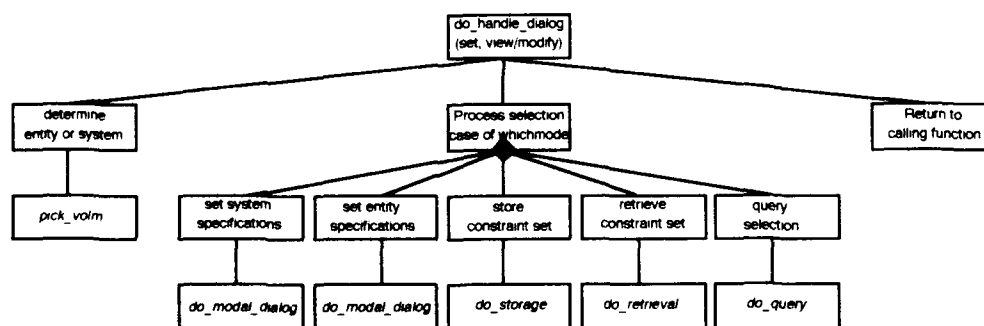 do_handle_dialog
(set, view/modify)
determine
entity or system
Process selection
case of whichmode
Return to
calling function
pick_volm
set system
specifications
set entity
specifications
store
constraint set
retrieve
constraint set
query
selection
do_modal_dialog
do_modal_dialog
do_storage
do_retrieval
do_query